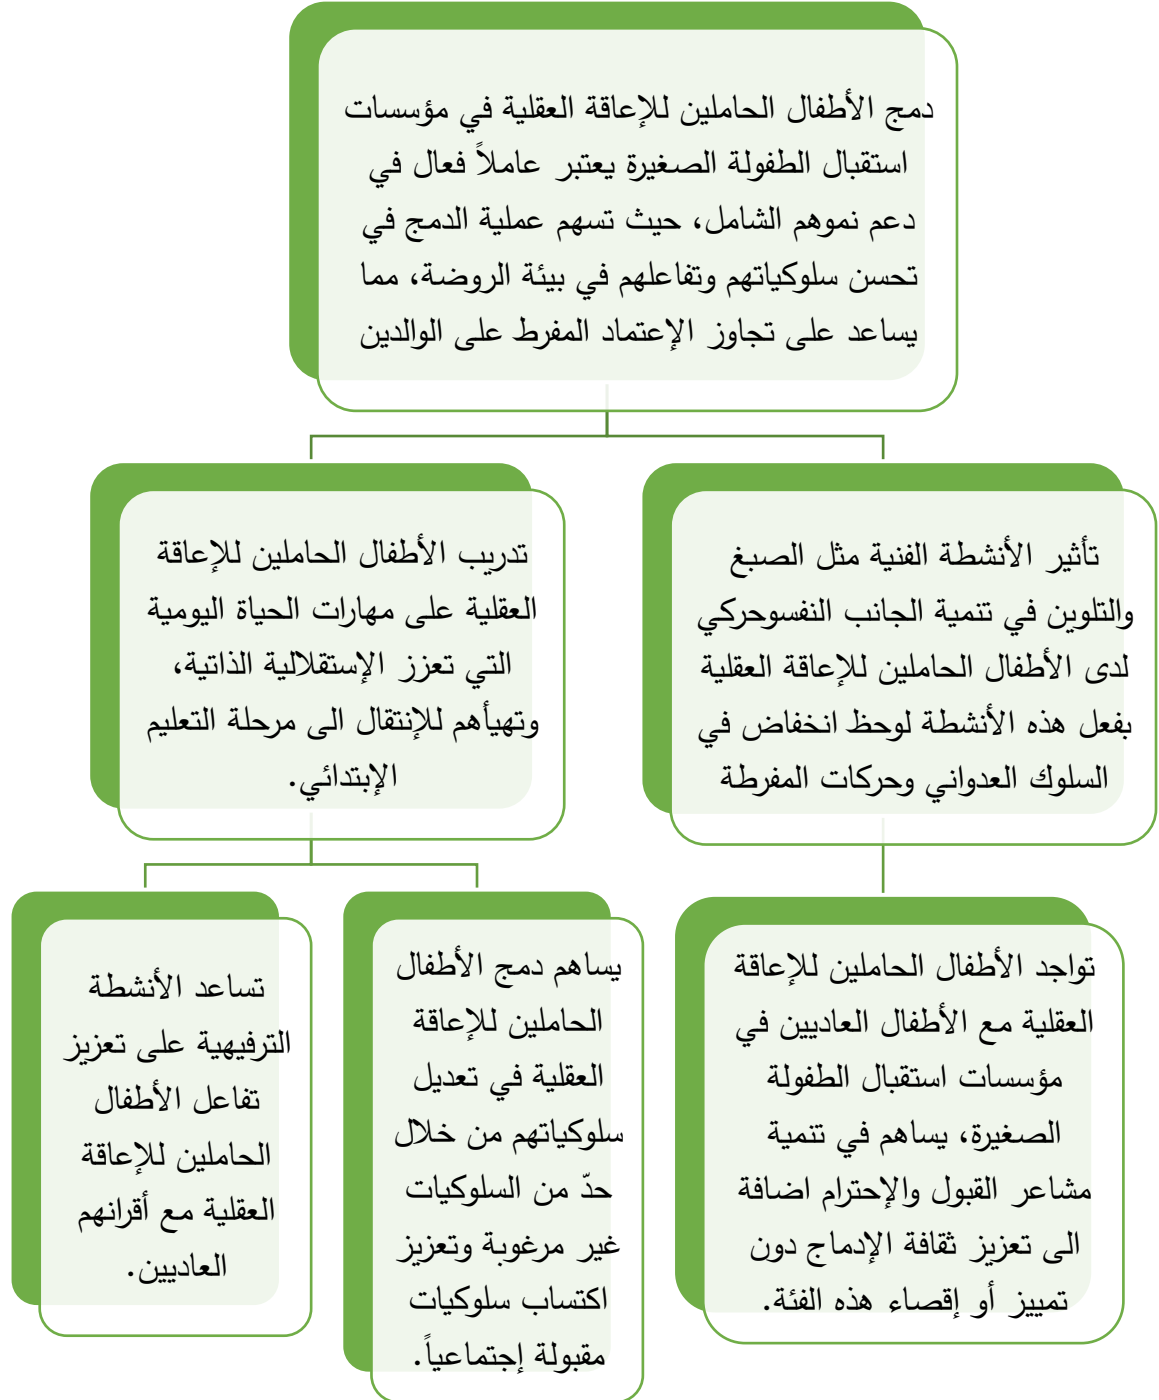 دمج الأطفال الحاملين للإعاقة العقلية في مؤسسات
استقبال الطفولة الصغيرة يعتبر عاملاً فعال في
دعم نموهم الشامل، حيث تسهم عملية الدمج في
تحسن سلوكياتهم وتفاعلهم في بيئة الروضة، مما
يساعد على تجاوز الإعتماد المفرط على الوالدين
تأثير الأنشطة الفنية مثل الصبغ
والتلوين في تنمية الجانب النفسوحركي
لدى الأطفال الحاملين للإعاقة العقلية
بفعل هذه الأنشطة لوحظ انخفاض في
السلوك العدواني وحركات المفرطة
تدريب الأطفال الحاملين للإعاقة
العقلية على مهارات الحياة اليومية
التي تعزز الإستقلالية الذاتية،
وتهيأهم للإنتقال الى مرحلة التعليم
الإبتدائي.
تواجد الأطفال الحاملين للإعاقة
العقلية مع الأطفال العاديين في
مؤسسات استقبال الطفولة
الصغيرة، يساهم في تنمية
مشاعر القبول والإحترام اضافة
الى تعزيز ثقافة الإدماج دون
تمييز أو إقصاء هذه الفئة.
يساهم دمج الأطفال
الحاملين للإعاقة
العقلية في تعديل
سلوكياتهم من خلال
حدّ من السلوكيات
غير مرغوبة وتعزيز
اكتساب سلوكيات
مقبولة إجتماعياً.
تساعد الأنشطة
الترفيهية على تعزيز
تفاعل الأطفال
الحاملين للإعاقة
العقلية مع أقرانهم
العاديين.